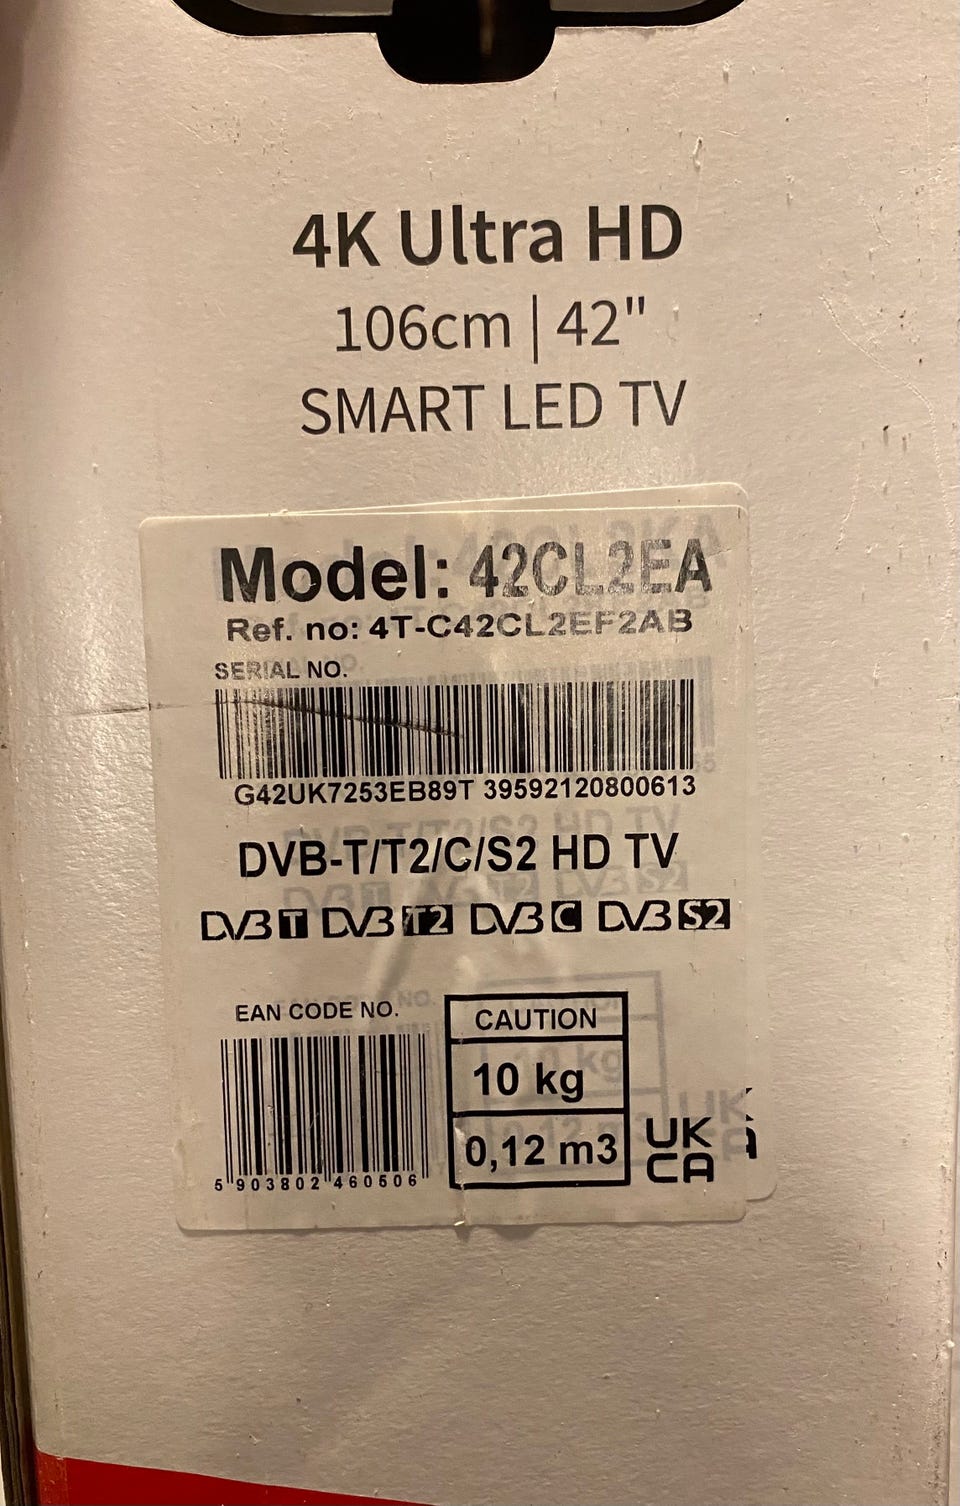 4K Ultra HD
106cm | 42"
SMART LED TV
Model: 42CL2EA
Ref. no: 4T-C42CL2EF2AB
SERIAL NO.
G42UK7253EB89T 39592120800613
DVB-T/T2/C/S2 HD TV
DVB T DVB T2 DVB C DVB S2
EAN CODE NO.
CAUTION
10 kg
0,12 m3
UK
CA
5 903802 460506